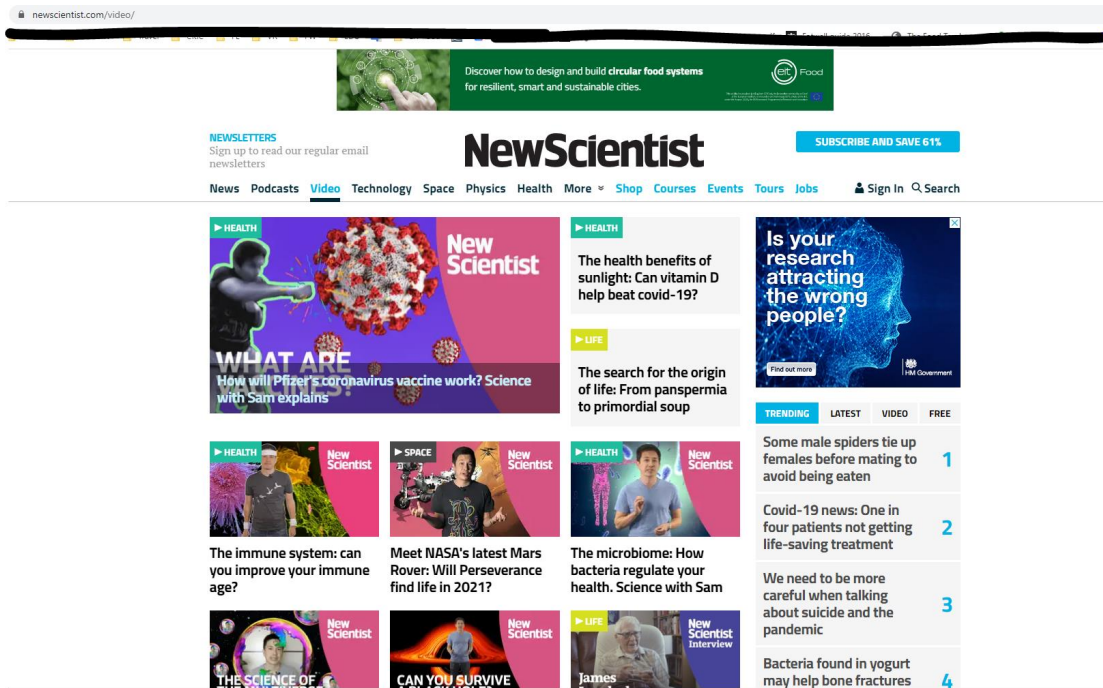 newscientist.com/video/
Discover how to design and build circular food systems
for resilient, smart and sustainable cities.
eit Food
NEWSLETTERS
Sign up to read our regular email
newsletters
NewScientist
SUBSCRIBE AND SAVE 61%
News Podcasts Video Technology Space Physics Health More Shop Courses Events Tours Jobs Sign In Search
HEALTH
New
Scientist
WHAT ARE
How will Pfizer's coronavirus vaccine work? Science
with Sam explains
HEALTH
The health benefits of
sunlight: Can vitamin D
help beat covid-19?
LIFE
The search for the origin
of life: From panspermia
to primordial soup
Is your
research
attracting
the wrong
people?
Find out more
HM Government
TRENDING LATEST VIDEO FREE
Some male spiders tie up
females before mating to
avoid being eaten
1
Covid-19 news: One in
four patients not getting
life-saving treatment
2
We need to be more
careful when talking
about suicide and the
pandemic
3
Bacteria found in yogurt
may help bone fractures
4
HEALTH
New
Scientist
The immune system: can
you improve your immune
age?
SPACE
New
Scientist
Meet NASA's latest Mars
Rover: Will Perseverance
find life in 2021?
HEALTH
New
Scientist
The microbiome: How
bacteria regulate your
health. Science with Sam
New
Scientist
THE SCIENCE OF
New
Scientist
CAN YOU SURVIVE
LIFE
New
Scientist
Interview
James